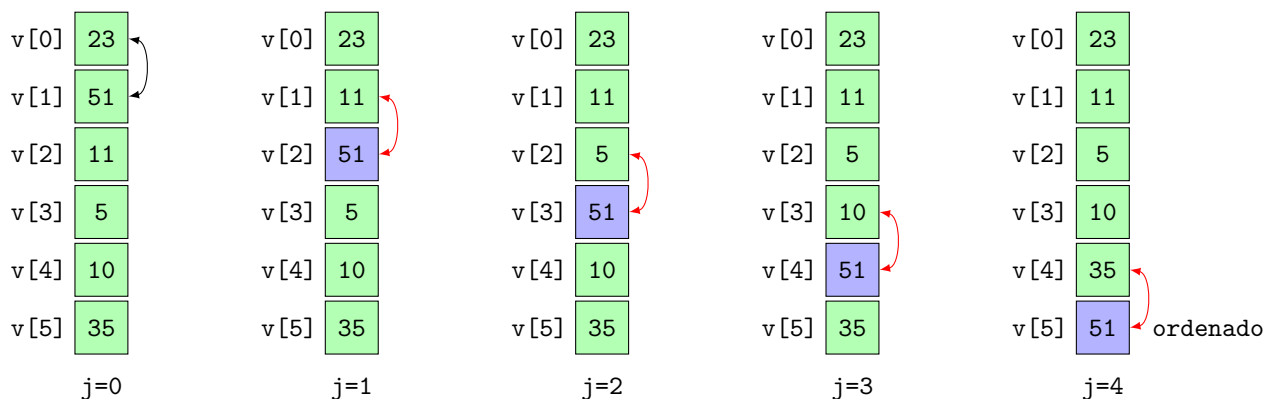 v[0] 23 v[0] 23 v[0] 23 v[0] 23 v[0] 23
v[1] 51 v[1] 11 v[1] 11 v[1] 11 v[1] 11
v[2] 11 v[2] 51 v[2] 5 v[2] 5 v[2] 5
v[3] 5 v[3] 5 v[3] 51 v[3] 10 v[3] 10
v[4] 10 v[4] 10 v[4] 10 v[4] 51 v[4] 35
v[5] 35 v[5] 35 v[5] 35 v[5] 35 v[5] 51 ordenado
j=0 j=1 j=2 j=3 j=4